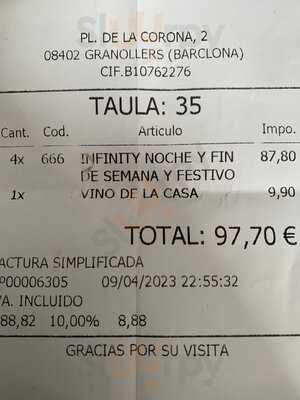 PL. DE LA CORONA, 2
08402 GRANOLLERS (BARCLONA)
CIF.B10762276
TAULA: 35
Cant. Cod. Articulo Impo.
4x 666 INFINITY NOCHE Y FIN 87,80
DE SEMANA Y FESTIVO
1x VINO DE LA CASA 9,90
TOTAL: 97,70 €
ACTURA SIMPLIFICADA
P00006305 09/04/2023 22:55:32
VA. INCLUIDO
88,82 10,00% 8,88
GRACIAS POR SU VISITA